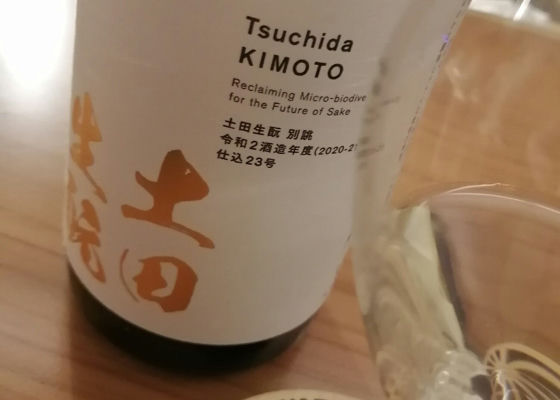 Tsuchida
KIMOTO
Reclaiming Micro-biodive
for the Future of Sake
土田生酛 別誂
令和2酒造年度(2020-21
仕込23号
土田
生酛